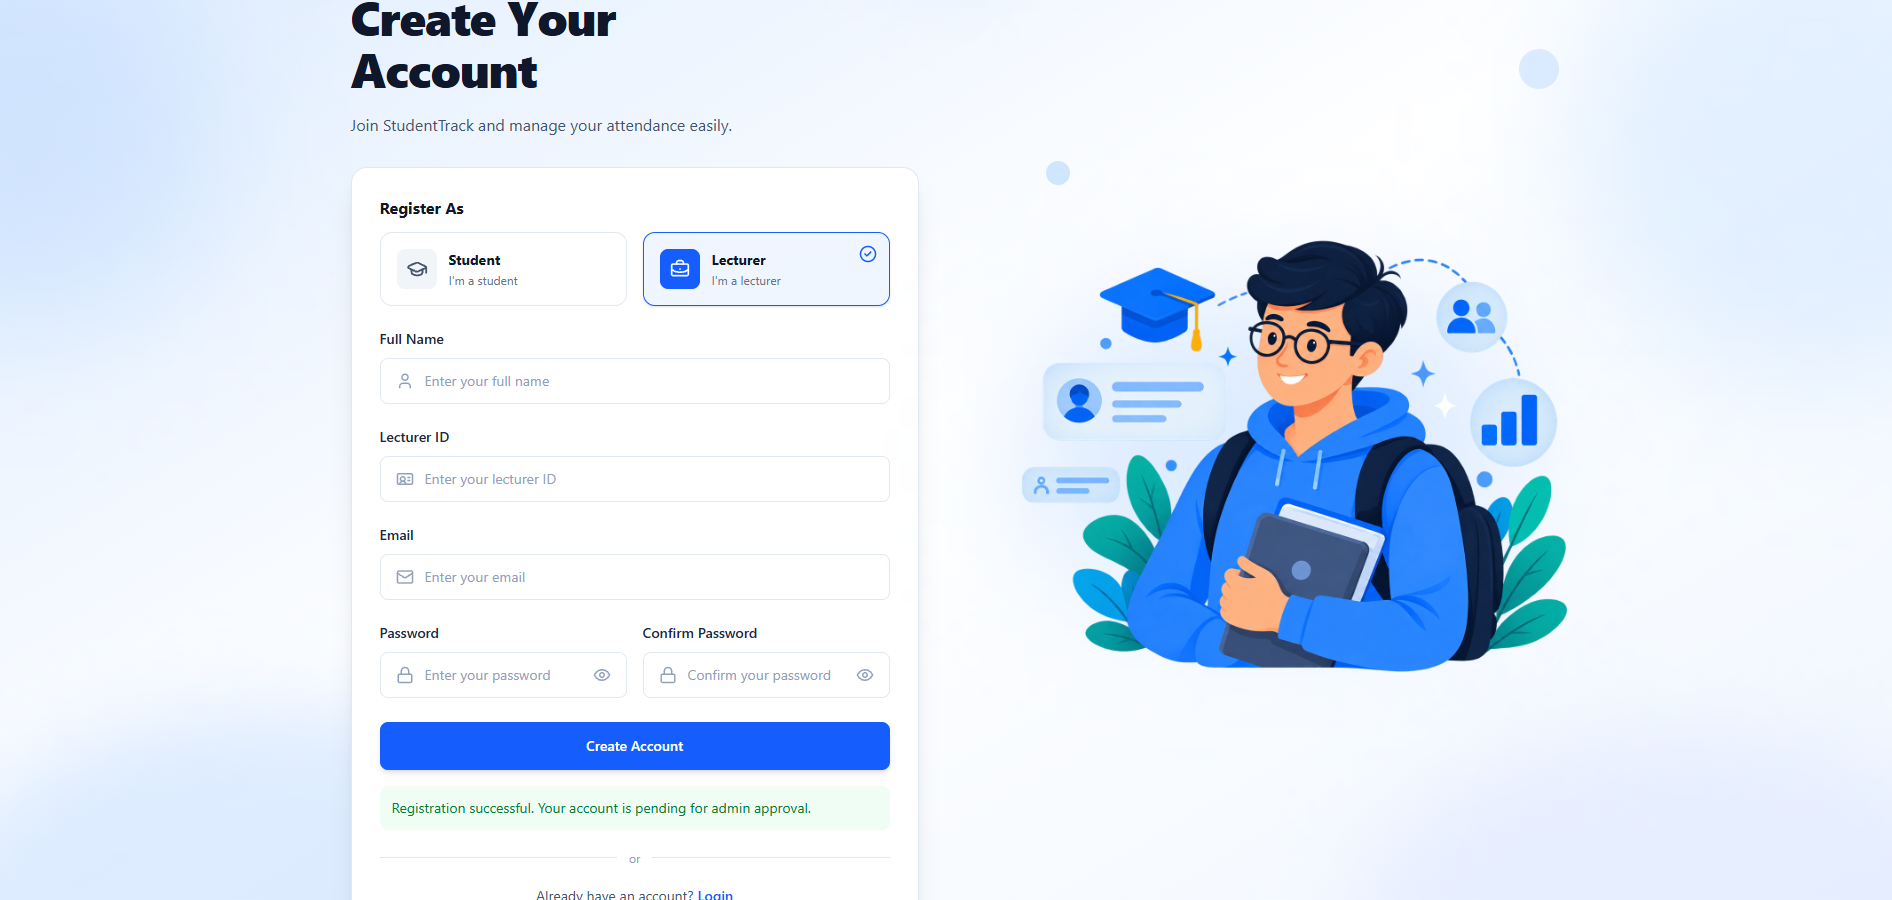 Create Your
Account
Join StudentTrack and manage your attendance easily.
Register As
Student
I'm a student
Lecturer
I'm a lecturer
Full Name
Enter your full name
Lecturer ID
Enter your lecturer ID
Email
Enter your email
Password
Confirm Password
Enter your password
Confirm your password
Create Account
Registration successful. Your account is pending for admin approval.
or
Already have an account? Login